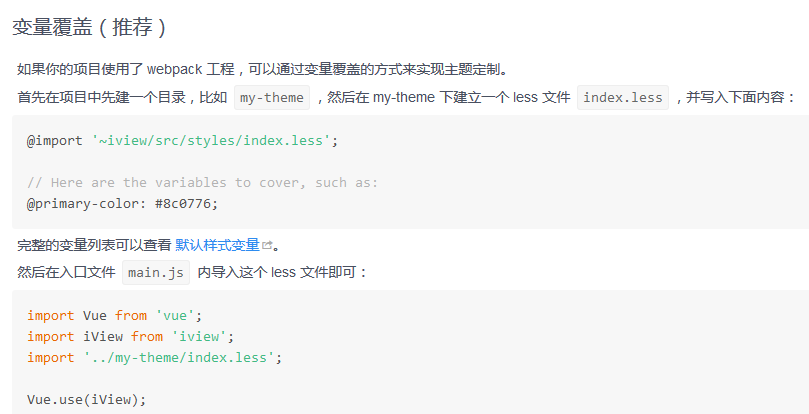 变量覆盖（推荐）
如果你的项目使用了 webpack 工程，可以通过变量覆盖的方式来实现主题定制。
首先在项目中先建一个目录，比如 my-theme ，然后在 my-theme 下建立一个 less 文件 index.less ，并写入下面内容：
@import '~iview/src/styles/index.less';
// Here are the variables to cover, such as:
@primary-color: #8c0776;
完整的变量列表可以查看 默认样式变量。
然后在入口文件 main.js 内导入这个 less 文件即可：
import Vue from 'vue';
import iView from 'iview';
import '../my-theme/index.less';
Vue.use(iView);